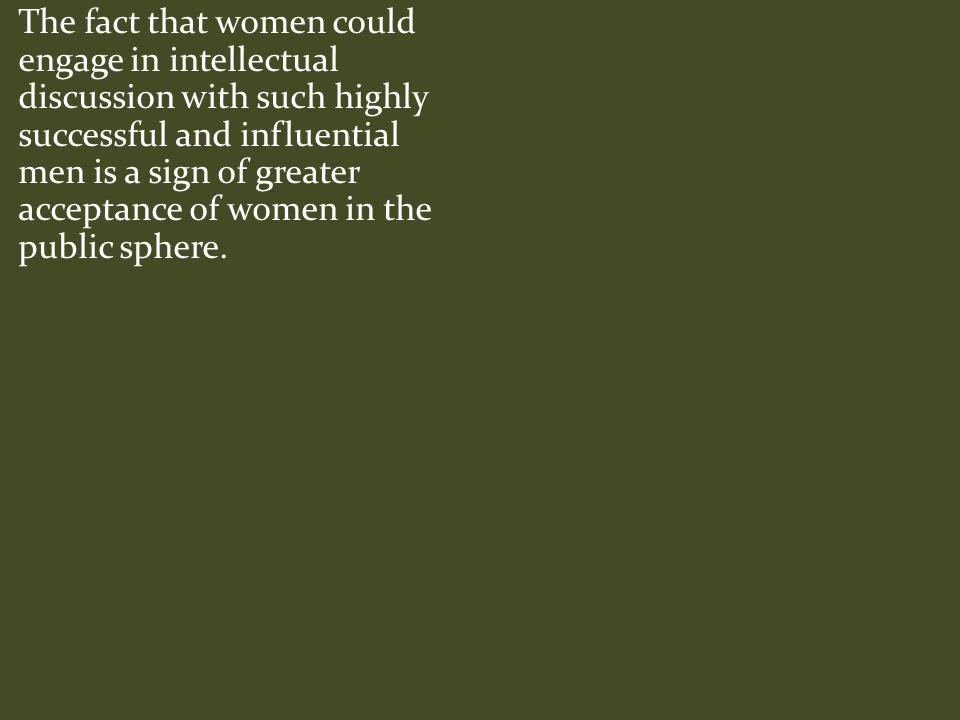 The fact that women could
engage in intellectual
discussion with such highly
successful and influential
men is a sign of greater
acceptance of women in the
public sphere.